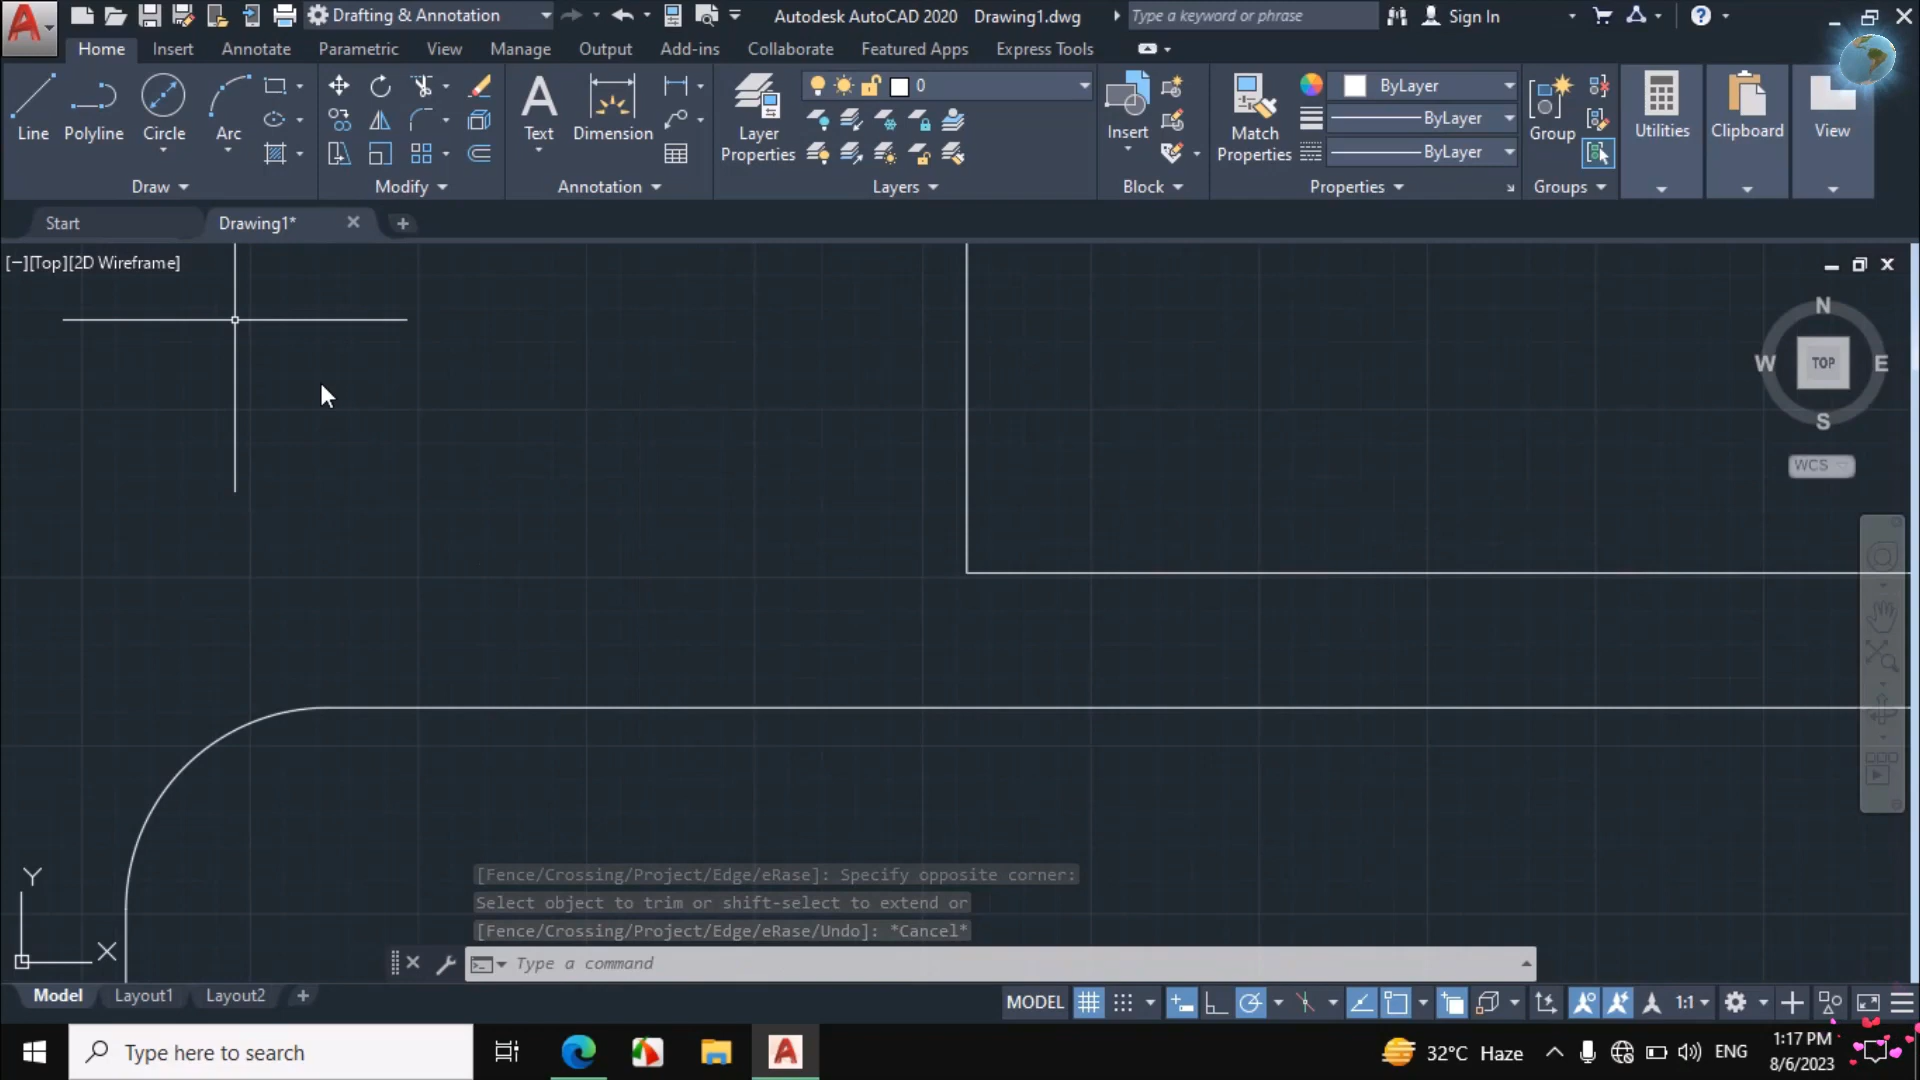 Drafting & Annotation
Autodesk AutoCAD 2020 Drawing1.dwg
Type a keyword or phrase
Sign In
Home Insert Annotate Parametric View Manage Output Add-ins Collaborate Featured Apps Express Tools
Line Polyline Circle Arc
Text Dimension
Layer Properties
0
Insert
Match Properties
ByLayer
ByLayer
ByLayer
Group
Utilities Clipboard View
Draw Modify Annotation Layers Block Properties Groups
Start Drawing1*
[−][Top][2D Wireframe]
N
W TOP E
S
WCS
Y
X
[Fence/Crossing/Project/Edge/eRase]: Specify opposite corner:
Select object to trim or shift-select to extend or
[Fence/Crossing/Project/Edge/eRase/Undo]: *Cancel*
Type a command
Model Layout1 Layout2
MODEL 1:1
Type here to search
32°C Haze
ENG
1:17 PM
8/6/2023